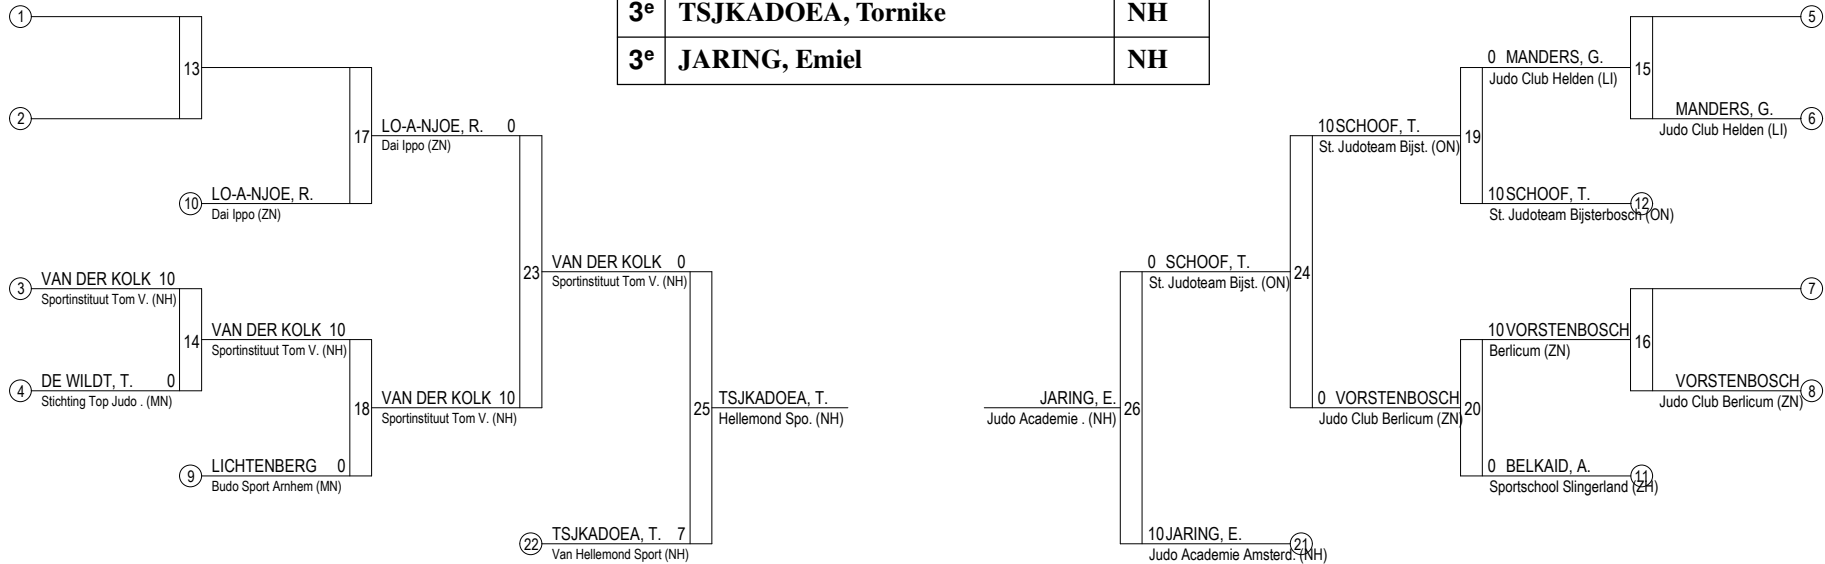 3e TSJKADOEA, Tornike NH
3e JARING, Emiel NH
1
13
2
17
LO-A-NJOE, R. 0
Dai Ippo (ZN)
10
LO-A-NJOE, R.
Dai Ippo (ZN)
3
VAN DER KOLK 10
Sportinstituut Tom V. (NH)
14
VAN DER KOLK 10
Sportinstituut Tom V. (NH)
4
DE WILDT, T. 0
Stichting Top Judo . (MN)
18
VAN DER KOLK 10
Sportinstituut Tom V. (NH)
9
LICHTENBERG 0
Budo Sport Arnhem (MN)
23
VAN DER KOLK 0
Sportinstituut Tom V. (NH)
25
TSJKADOEA, T.
Hellemond Spo. (NH)
22
TSJKADOEA, T. 7
Van Hellemond Sport (NH)
5
15
0 MANDERS, G.
Judo Club Helden (LI)
MANDERS, G.
Judo Club Helden (LI)
6
10 SCHOOF, T.
St. Judoteam Bijst. (ON)
19
10 SCHOOF, T.
St. Judoteam Bijsterbosch (ON)
12
0 SCHOOF, T.
St. Judoteam Bijst. (ON)
24
7
10 VORSTENBOSCH
Berlicum (ZN)
16
VORSTENBOSCH
Judo Club Berlicum (ZN)
8
0 VORSTENBOSCH
Judo Club Berlicum (ZN)
20
0 BELKAID, A.
Sportschool Slingerland (ZH)
11
JARING, E.
Judo Academie . (NH)
26
10 JARING, E.
Judo Academie Amsterd. (NH)
21